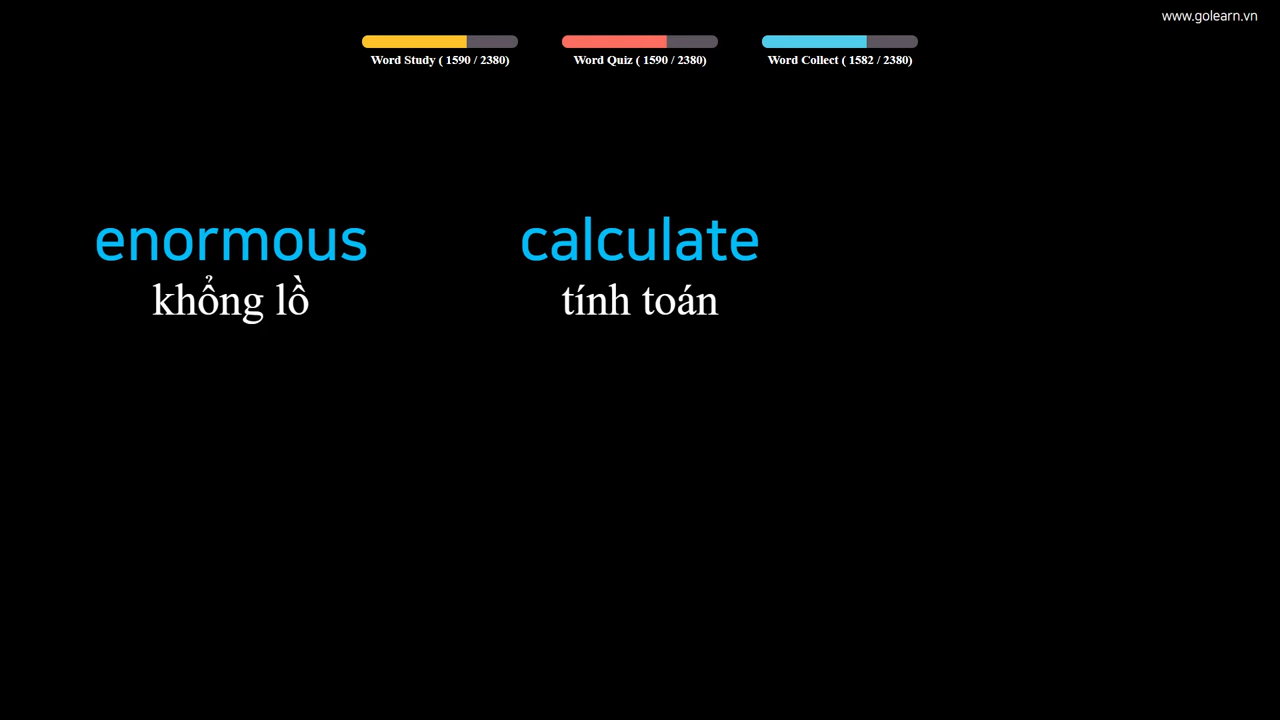 www.golearn.vn
Word Study ( 1590 / 2380)
Word Quiz ( 1590 / 2380)
Word Collect ( 1582 / 2380)
enormous
khổng lồ
calculate
tính toán